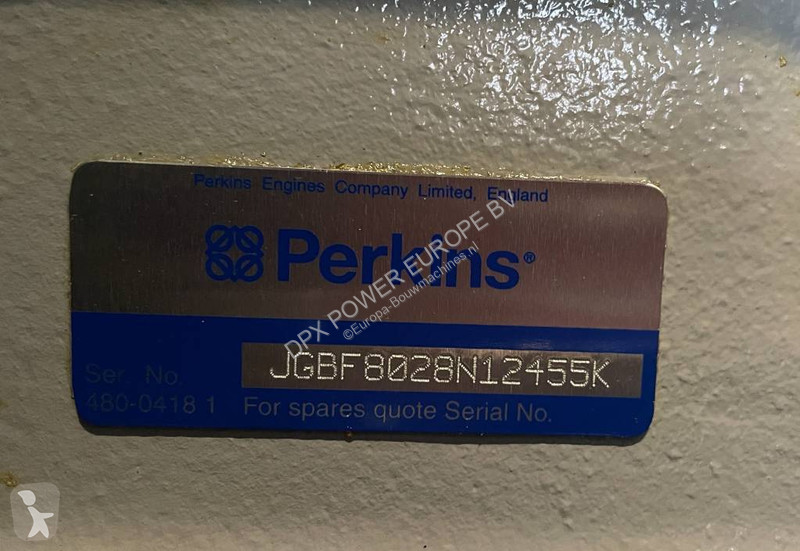 Perkins Engines Company Limited, England
Perkins®
Ser. No.
JGBF8028N12455K
480-0418 1 For spares quote Serial No.
DPX POWER EUROPE BV
©Europa-Bouwmachines.nl